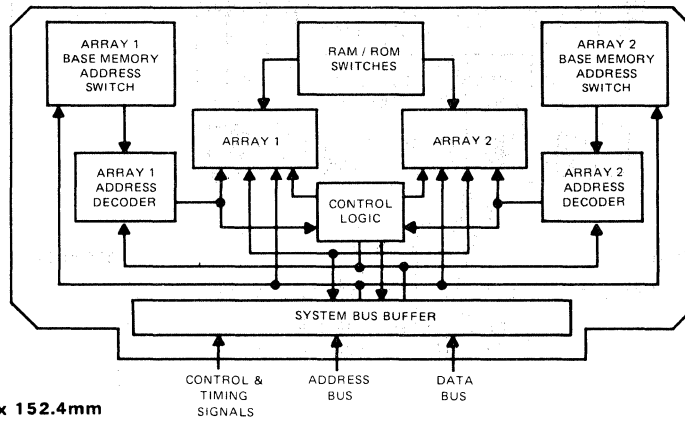 ARRAY 1
BASE MEMORY
ADDRESS
SWITCH
RAM / ROM
SWITCHES
ARRAY 2
BASE MEMORY
ADDRESS
SWITCH
ARRAY 1
ARRAY 2
ARRAY 1
ADDRESS
DECODER
CONTROL
LOGIC
ARRAY 2
ADDRESS
DECODER
SYSTEM BUS BUFFER
CONTROL &
TIMING
SIGNALS
ADDRESS
BUS
DATA
BUS
x 152.4mm